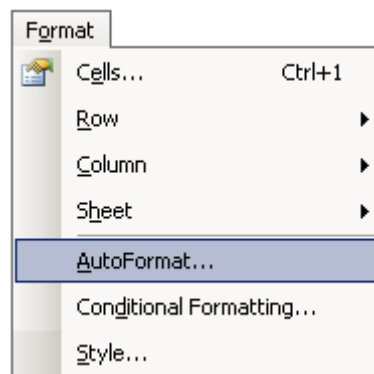 Format
Cells... Ctrl+1
Row
Column
Sheet
AutoFormat...
Conditional Formatting...
Style...